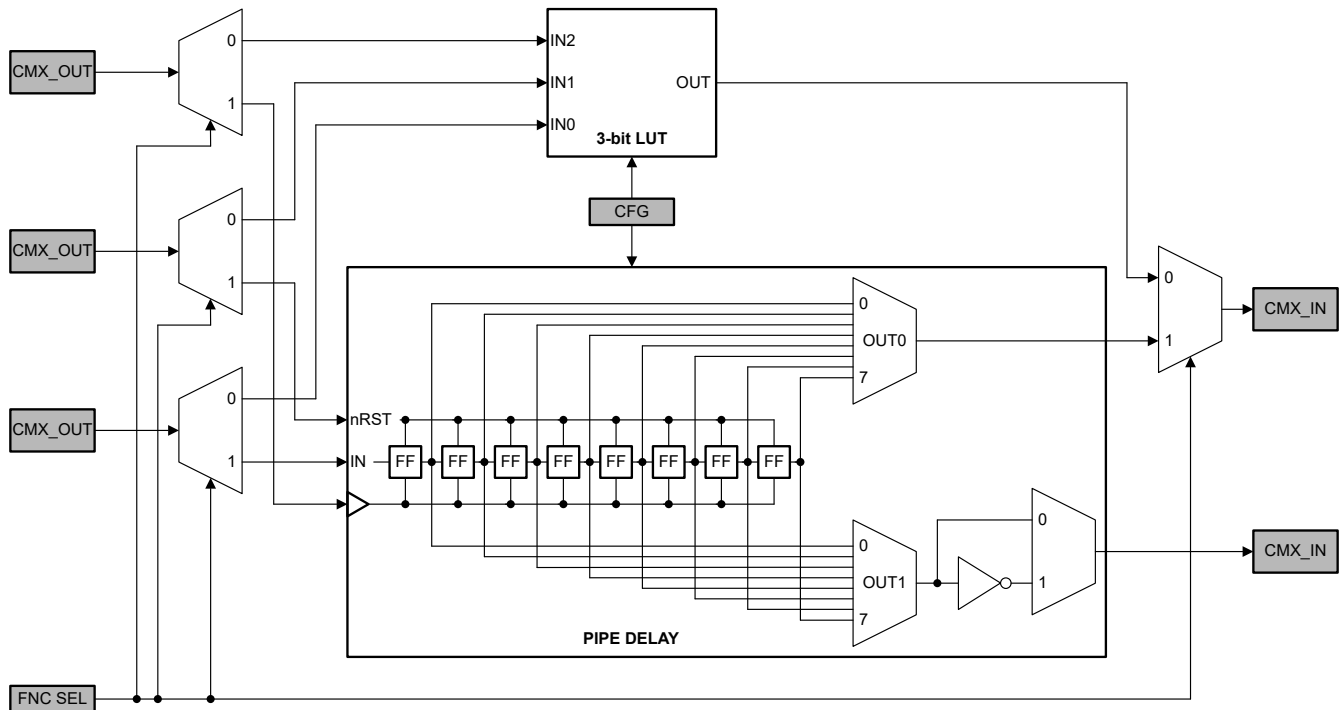 CMX_OUT
0
1
CMX_OUT
0
1
CMX_OUT
0
1
FNC SEL
IN2
IN1
IN0
OUT
3-bit LUT
CFG
nRST
IN
FF FF FF FF FF FF FF FF
0
OUT0
7
0
OUT1
7
0
1
PIPE DELAY
0
1
CMX_IN
CMX_IN